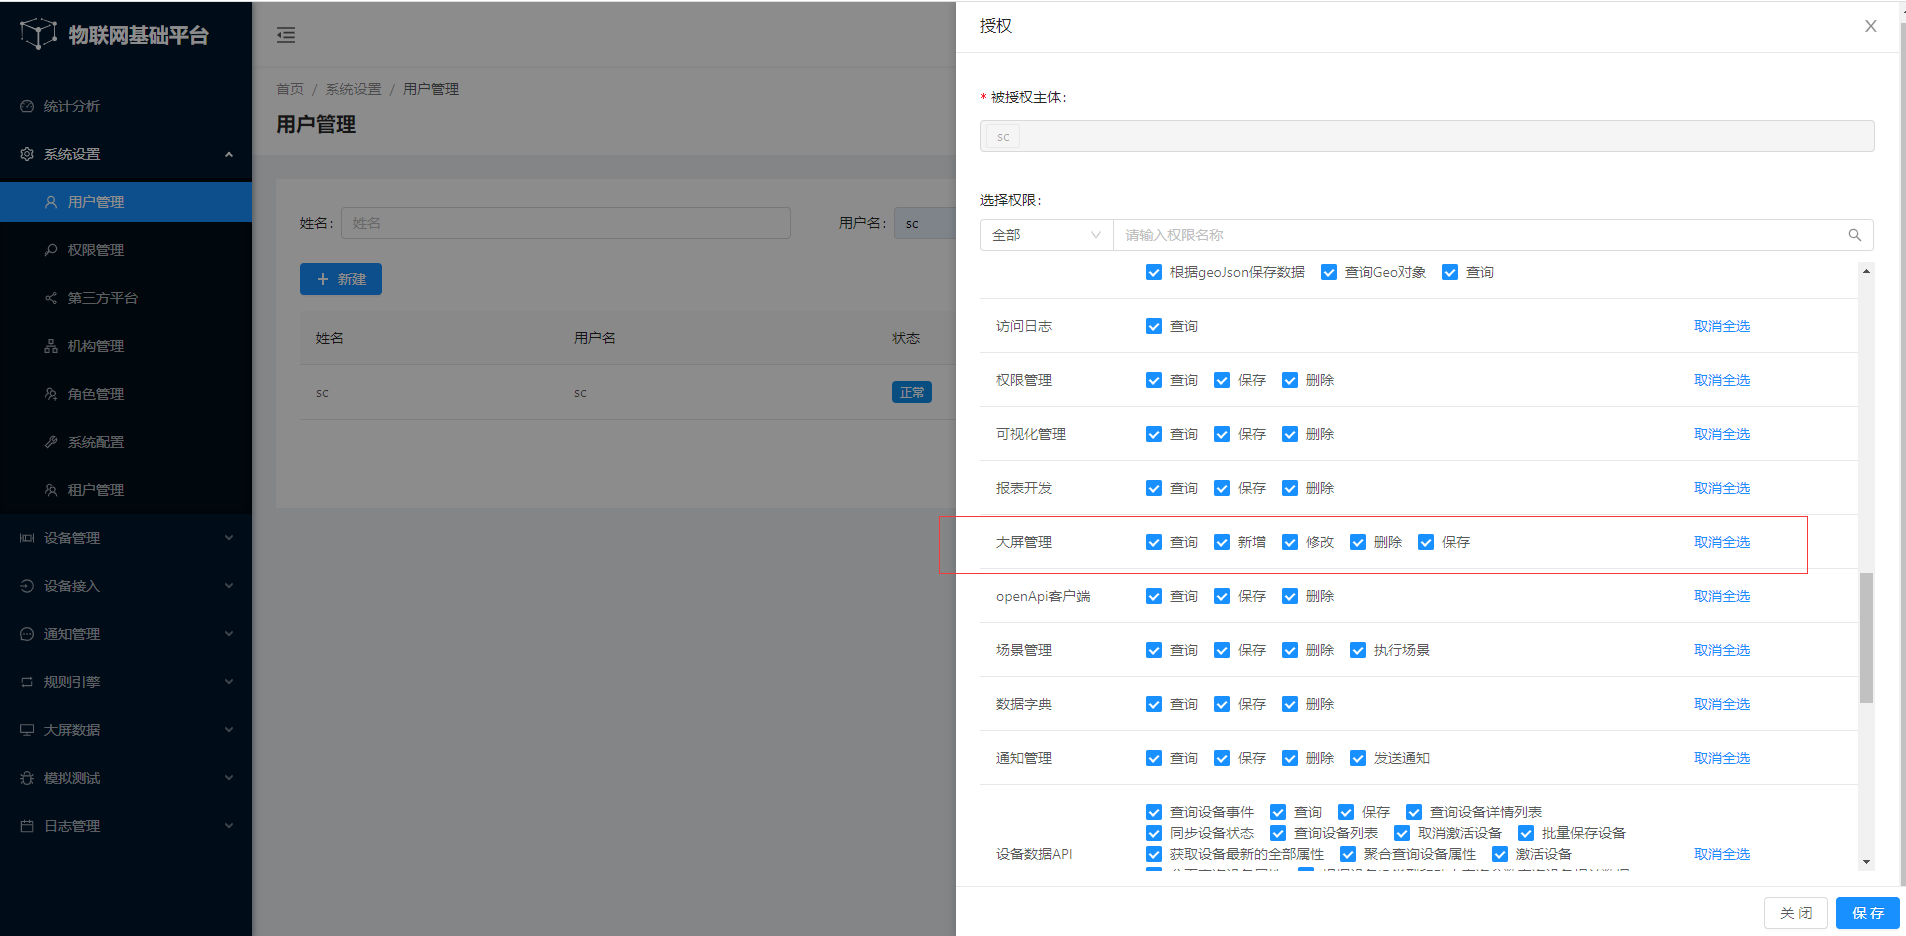 物联网基础平台
统计分析
系统设置
用户管理
权限管理
第三方平台
机构管理
角色管理
系统配置
租户管理
设备管理
设备接入
通知管理
规则引擎
大屏数据
模拟测试
日志管理
首页 / 系统设置 / 用户管理
用户管理
姓名: 姓名 用户名: sc
+ 新建
姓名 用户名 状态
sc sc 正常
授权
* 被授权主体:
sc
选择权限:
全部 请输入权限名称
根据geoJson保存数据 查询Geo对象 查询
访问日志 查询 取消全选
权限管理 查询 保存 删除 取消全选
可视化管理 查询 保存 删除 取消全选
报表开发 查询 保存 删除 取消全选
大屏管理 查询 新增 修改 删除 保存 取消全选
openApi客户端 查询 保存 删除 取消全选
场景管理 查询 保存 删除 执行场景 取消全选
数据字典 查询 保存 删除 取消全选
通知管理 查询 保存 删除 发送通知 取消全选
查询设备事件 查询 保存 查询设备详情列表
同步设备状态 查询设备列表 取消激活设备 批量保存设备
设备数据API 获取设备最新的全部属性 聚合查询设备属性 激活设备 取消全选
关闭 保存